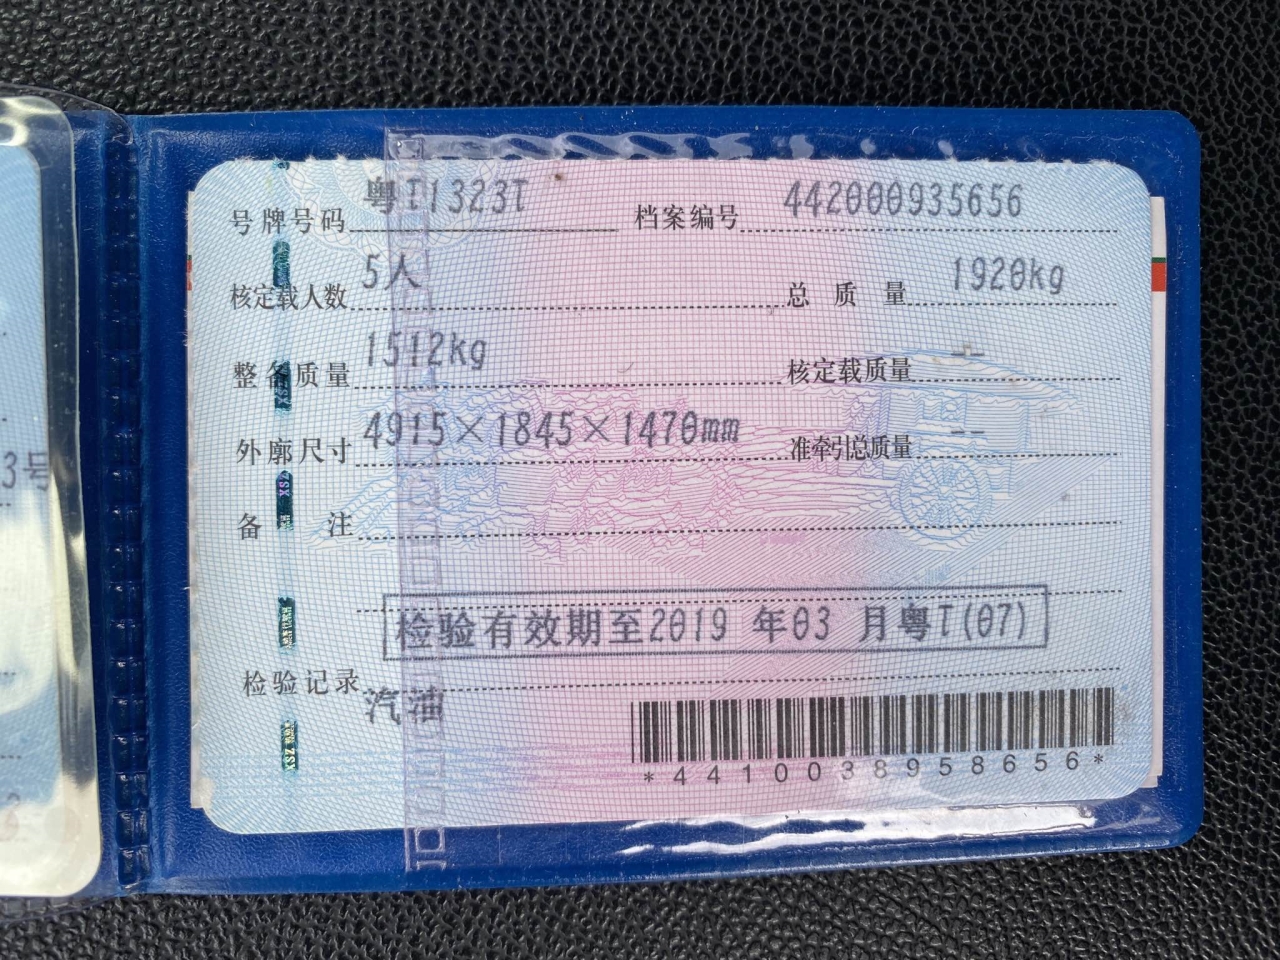 号牌号码 粤T1323T 档案编号 442000935656
核定载人数 5人 总质量 1920kg
整备质量 1512kg 核定载质量 --
外廓尺寸 4915×1845×1470mm 准牵引总质量 --
备注
检验有效期至2019 年03 月粤T(07)
检验记录
汽油
*4410038958656*
3号